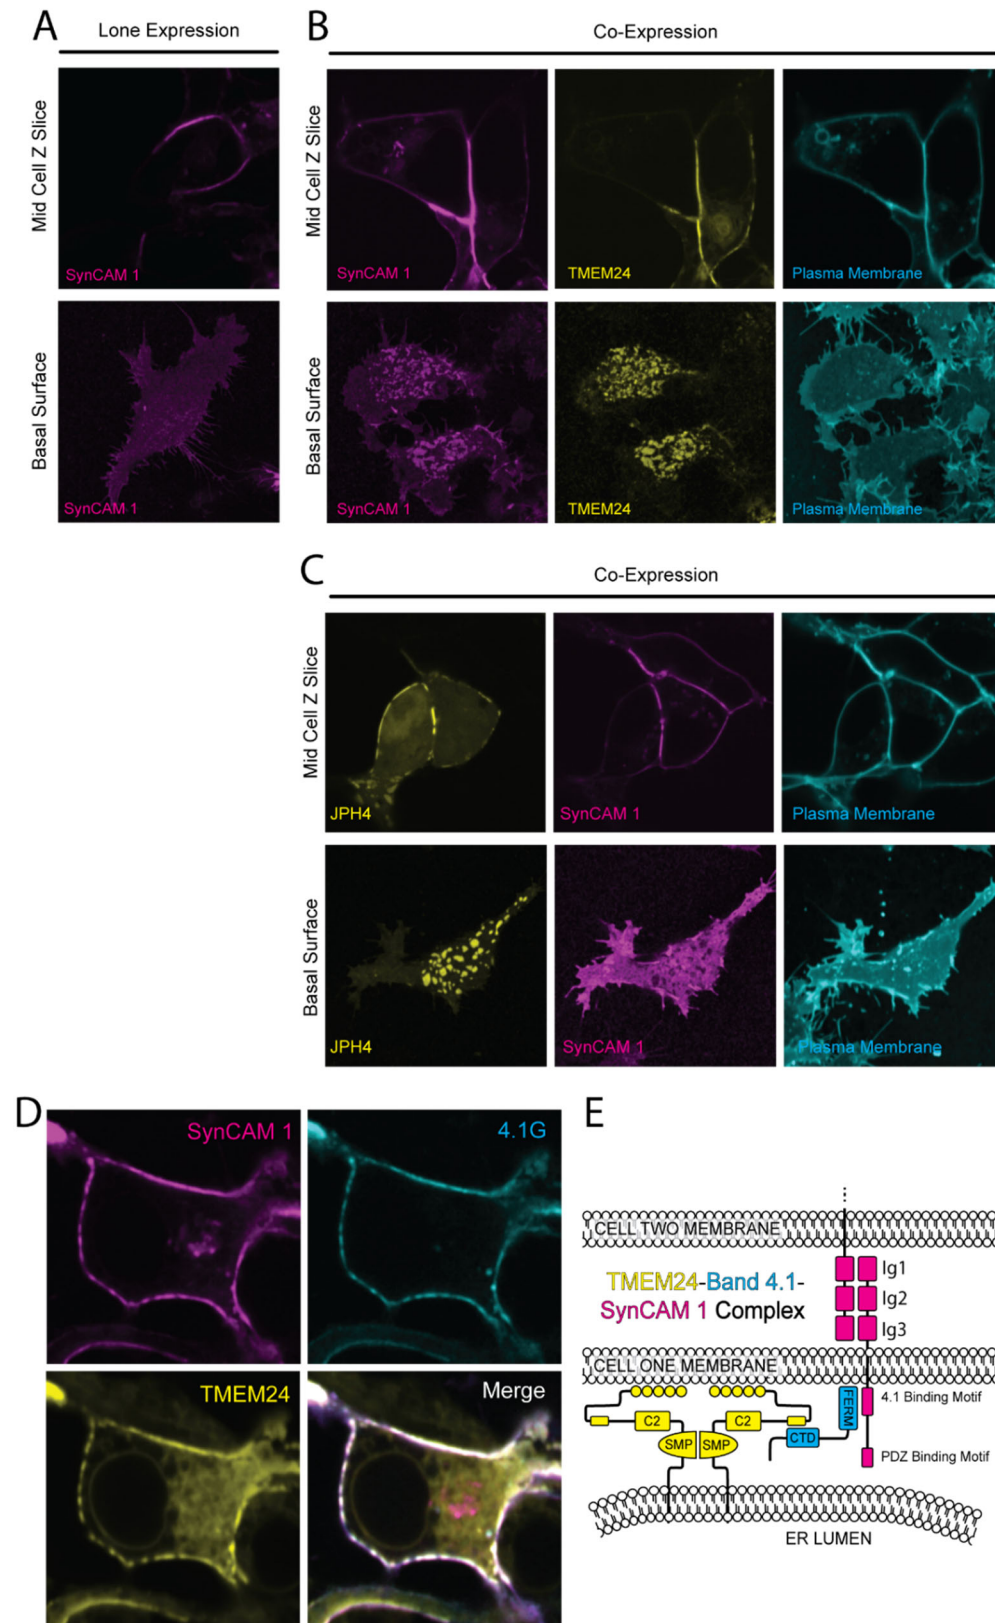 A
Lone Expression
B
Co-Expression
Mid Cell Z Slice
SynCAM 1
Mid Cell Z Slice
SynCAM 1
TMEM24
Plasma Membrane
Basal Surface
SynCAM 1
Basal Surface
SynCAM 1
TMEM24
Plasma Membrane
C
Co-Expression
Mid Cell Z Slice
JPH4
SynCAM 1
Plasma Membrane
Basal Surface
JPH4
SynCAM 1
Plasma Membrane
D
SynCAM 1
4.1G
TMEM24
Merge
E
CELL TWO MEMBRANE
TMEM24-Band 4.1-
SynCAM 1 Complex
Ig1
Ig2
Ig3
CELL ONE MEMBRANE
C2
C2
FERM
4.1 Binding Motif
SMP
SMP
CTD
PDZ Binding Motif
ER LUMEN